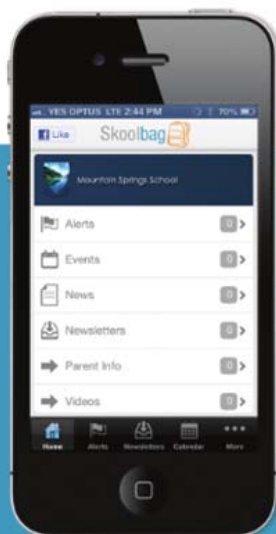 YES OPTUS LTE 2:44 PM 70%
Like Skoolbag
Mountain Springs School
Alerts 0
Events 0
News 0
Newsletters 0
Parent Info 0
Videos 0
Home Alerts Newsletters Calendar More